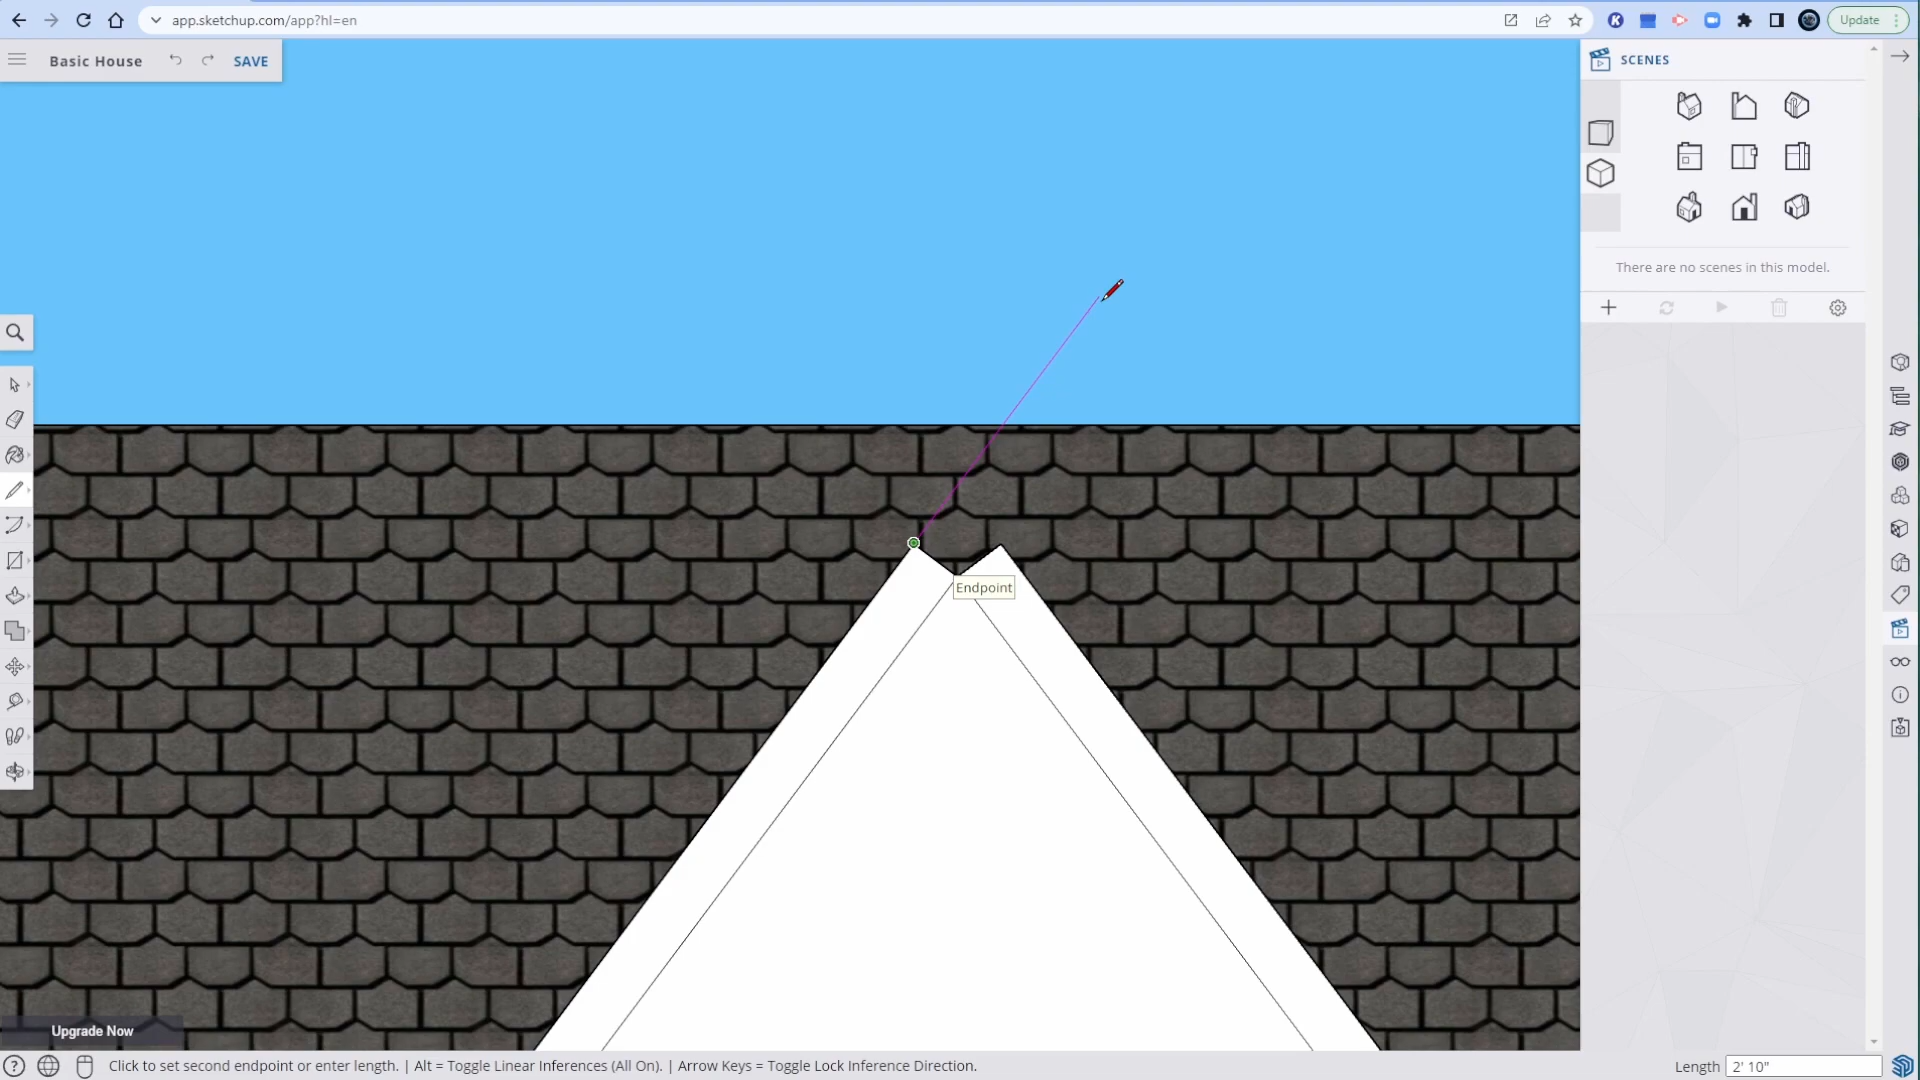 app.sketchup.com/app?hl=en
Update
Basic House
SAVE
SCENES
There are no scenes in this model.
Endpoint
Upgrade Now
Click to set second endpoint or enter length. | Alt = Toggle Linear Inferences (All On). | Arrow Keys = Toggle Lock Inference Direction.
Length 2' 10"